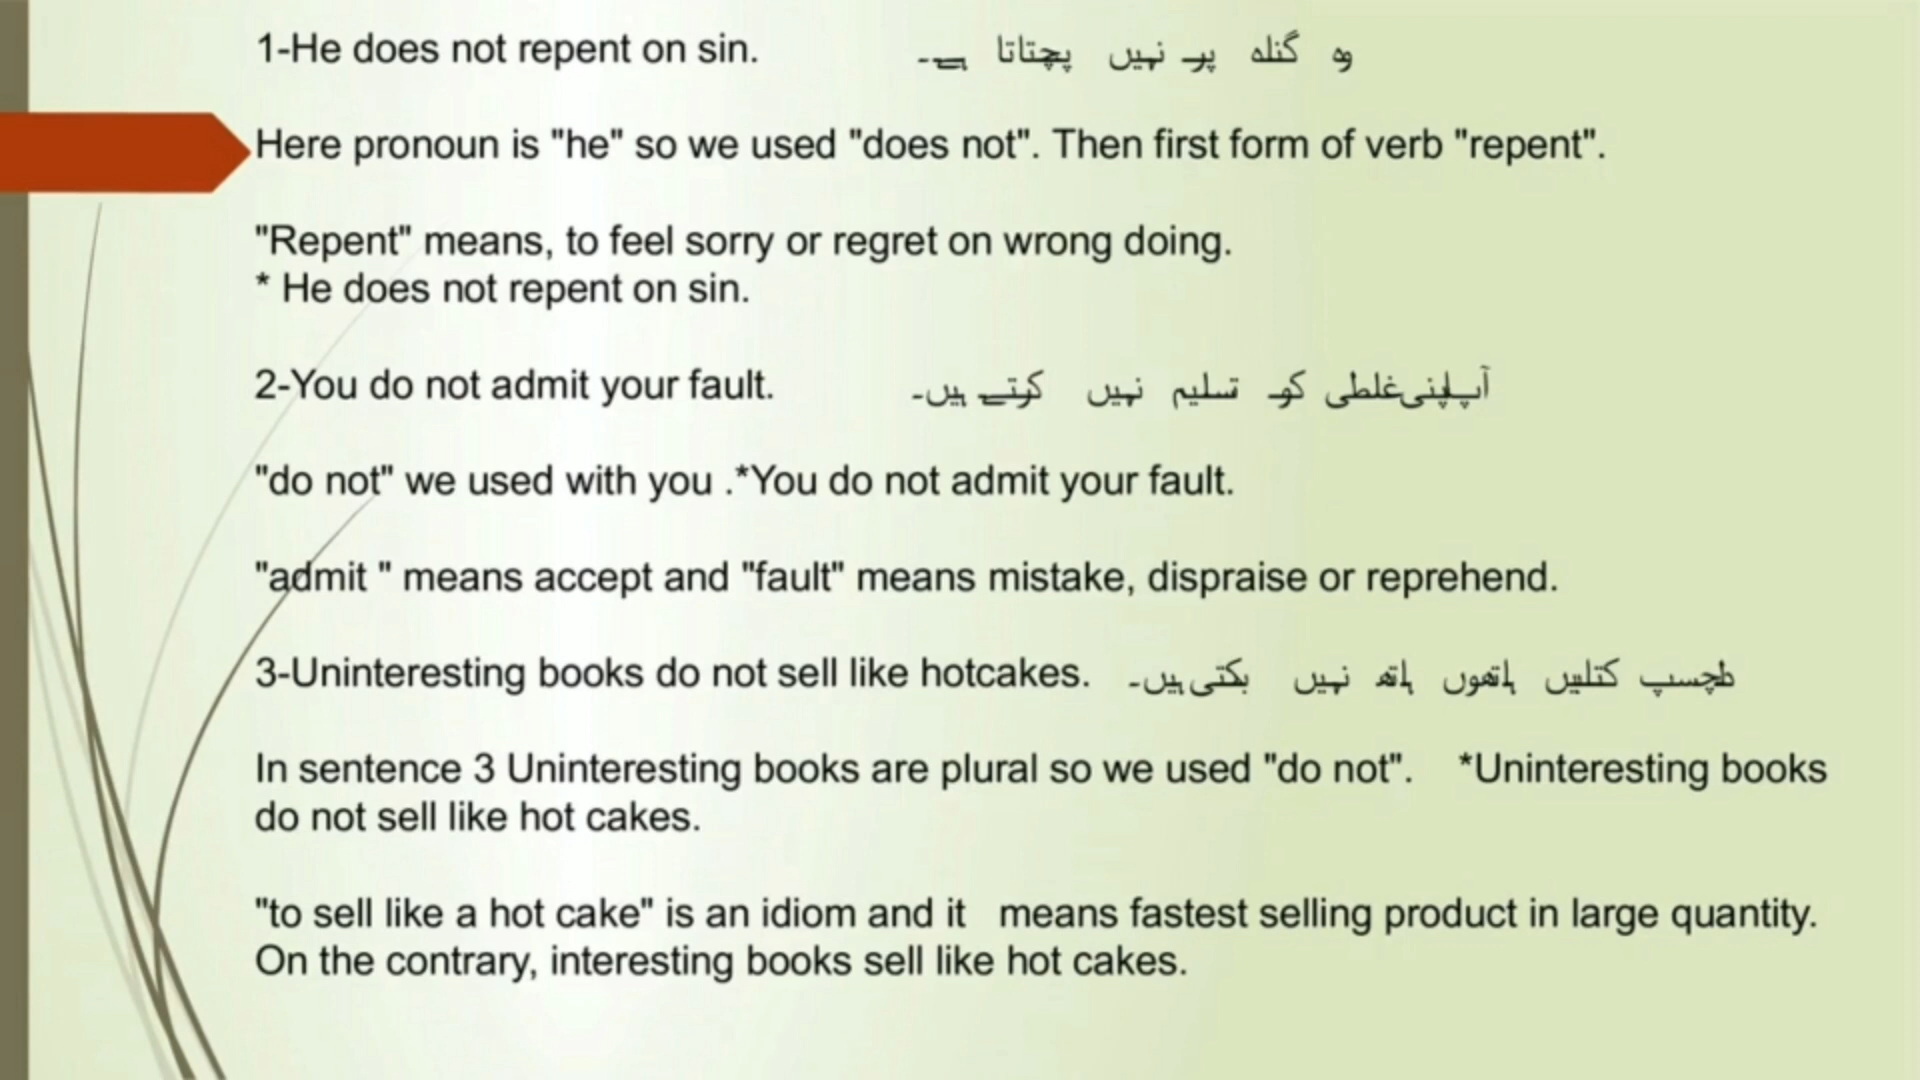 1-He does not repent on sin. وہ گناہ پر نہیں پچتاتا ہے۔
Here pronoun is "he" so we used "does not". Then first form of verb "repent".
"Repent" means, to feel sorry or regret on wrong doing.
* He does not repent on sin.
2-You do not admit your fault. آپ اپنی غلطی کو تسلیم نہیں کرتے ہیں۔
"do not" we used with you .*You do not admit your fault.
"admit " means accept and "fault" means mistake, dispraise or reprehend.
3-Uninteresting books do not sell like hotcakes. کتابیں ہاتھوں ہاتھ نہیں بکتی ہیں۔
In sentence 3 Uninteresting books are plural so we used "do not". *Uninteresting books
do not sell like hot cakes.
"to sell like a hot cake" is an idiom and it means fastest selling product in large quantity.
On the contrary, interesting books sell like hot cakes.